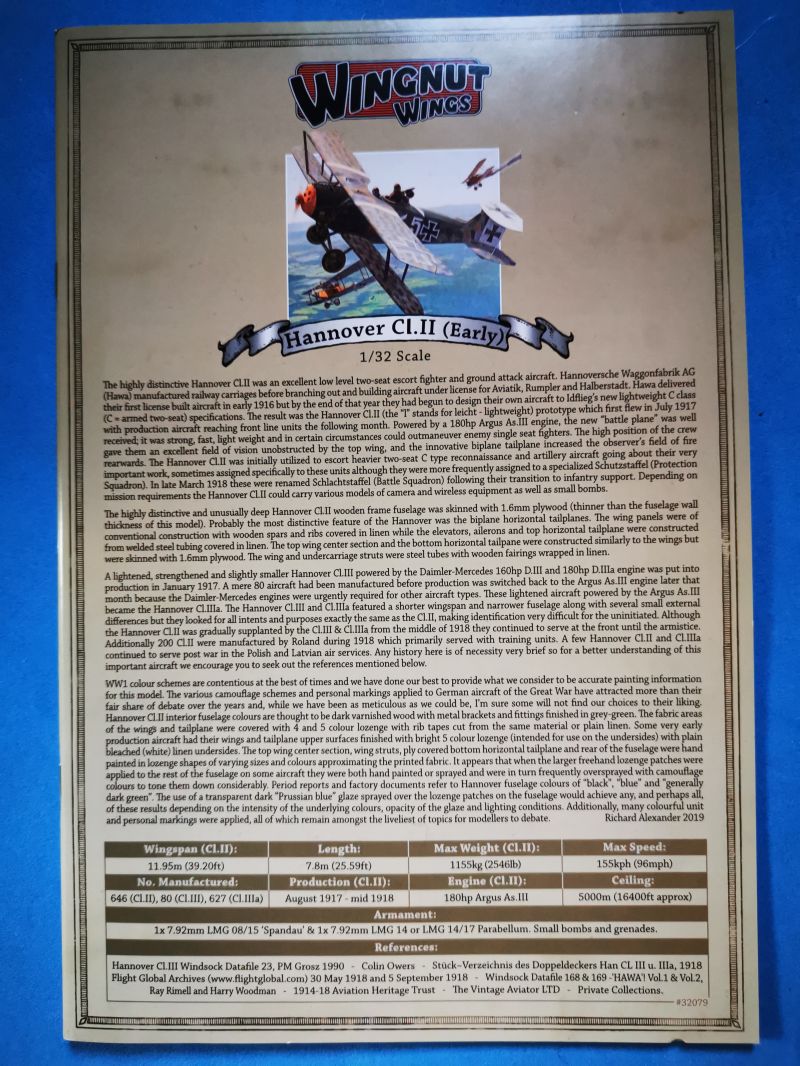 WINGNUT
WINGS
5
Hannover Cl.II (Early)
1/32 Scale
The highly distinctive Hannover Cl.II was an excellent low level two-seat escort fighter and ground attack aircraft. Hannoversche Waggonfabrik AG
(Hawa) manufactured railway carriages before branching out and building aircraft under license for Aviatik, Rumpler and Halberstadt. Hawa delivered
their first license built aircraft in early 1916 but by the end of that year they had begun to design their own aircraft to Idflieg's new lightweight C class
(C = armed two-seat) specifications. The result was the Hannover Cl.II (the "l" stands for leicht - lightweight) prototype which first flew in July 1917
with production aircraft reaching front line units the following month. Powered by a 180hp Argus As.III engine, the new "battle plane" was well
received; it was strong, fast, light weight and in certain circumstances could outmaneuver enemy single seat fighters. The high position of the crew
gave them an excellent field of vision unobstructed by the top wing, and the innovative biplane tailplane increased the observer's field of fire
rearwards. The Hannover Cl.II was initially utilized to escort heavier two-seat C type reconnaissance and artillery aircraft going about their very
important work, sometimes assigned specifically to these units although they were more frequently assigned to a specialized Schutzstaffel (Protection
Squadron). In late March 1918 these were renamed Schlachtstaffel (Battle Squadron) following their transition to infantry support. Depending on
mission requirements the Hannover Cl.II could carry various models of camera and wireless equipment as well as small bombs.
The highly distinctive and unusually deep Hannover Cl.II wooden frame fuselage was skinned with 1.6mm plywood (thinner than the fuselage wall
thickness of this model). Probably the most distinctive feature of the Hannover was the biplane horizontal tailplanes. The wing panels were of
conventional construction with wooden spars and ribs covered in linen while the elevators, ailerons and top horizontal tailplane were constructed
from welded steel tubing covered in linen. The top wing center section and the bottom horizontal tailpane were constructed similarly to the wings but
were skinned with 1.6mm plywood. The wing and undercarriage struts were steel tubes with wooden fairings wrapped in linen.
A lightened, strengthened and slightly smaller Hannover Cl.III powered by the Daimler-Mercedes 160hp D.III and 180hp D.IIIa engine was put into
production in January 1917. A mere 80 aircraft had been manufactured before production was switched back to the Argus As.III engine later that
month because the Daimler-Mercedes engines were urgently required for other aircraft types. These lightened aircraft powered by the Argus As.III
became the Hannover Cl.IIIa. The Hannover Cl.III and Cl.IIIa featured a shorter wingspan and narrower fuselage along with several small external
differences but they looked for all intents and purposes exactly the same as the Cl.II, making identification very difficult for the uninitiated. Although
the Hannover Cl.II was gradually supplanted by the Cl.III & Cl.IIIa from the middle of 1918 they continued to serve at the front until the armistice.
Additionally 200 Cl.II were manufactured by Roland during 1918 which primarily served with training units. A few Hannover Cl.II and Cl.IIIa
continued to serve post war in the Polish and Latvian air services. Any history here is of necessity very brief so for a better understanding of this
important aircraft we encourage you to seek out the references mentioned below.
WW1 colour schemes are contentious at the best of times and we have done our best to provide what we consider to be accurate painting information
for this model. The various camouflage schemes and personal markings applied to German aircraft of the Great War have attracted more than their
fair share of debate over the years and, while we have been as meticulous as we could be, I'm sure some will not find our choices to their liking.
Hannover Cl.II interior fuselage colours are thought to be dark varnished wood with metal brackets and fittings finished in grey-green. The fabric areas
of the wings and tailplane were covered with 4 and 5 colour lozenge with rib tapes cut from the same material or plain linen. Some very early
production aircraft had their wings and tailplane upper surfaces finished with bright 5 colour lozenge (intended for use on the undersides) with plain
bleached (white) linen undersides. The top wing center section, wing struts, ply covered bottom horizontal tailplane and rear of the fuselage were hand
painted in lozenge shapes of varying sizes and colours approximating the printed fabric. It appears that when the larger freehand lozenge patches were
applied to the rest of the fuselage on some aircraft they were both hand painted or sprayed and were in turn frequently oversprayed with camouflage
colours to tone them down considerably. Period reports and factory documents refer to Hannover fuselage colours of "black", "blue" and "generally
dark green". The use of a transparent dark "Prussian blue" glaze sprayed over the lozenge patches on the fuselage would achieve any, and perhaps all,
of these results depending on the intensity of the underlying colours, opacity of the glaze and lighting conditions. Additionally, many colourful unit
and personal markings were applied, all of which remain amongst the liveliest of topics for modellers to debate. Richard Alexander 2019
Wingspan (Cl.II): Length: Max Weight (Cl.II): Max Speed:
11.95m (39.20ft) 7.8m (25.59ft) 1155kg (2546lb) 155kph (96mph)
No. Manufactured: Production (Cl.II): Engine (Cl.II): Ceiling:
646 (Cl.II), 80 (Cl.III), 627 (Cl.IIIa) August 1917 - mid 1918 180hp Argus As.III 5000m (16400ft approx)
Armament:
1x 7.92mm LMG 08/15 'Spandau' & 1x 7.92mm LMG 14 or LMG 14/17 Parabellum. Small bombs and grenades.
References:
Hannover Cl.III Windsock Datafile 23, PM Grosz 1990 - Colin Owers - Stück-Verzeichnis des Doppeldeckers Han CL III u. IIIa, 1918
Flight Global Archives (www.flightglobal.com) 30 May 1918 and 5 September 1918 - Windsock Datafile 168 & 169 -'HAWA'! Vol.1 & Vol.2,
Ray Rimell and Harry Woodman - 1914-18 Aviation Heritage Trust - The Vintage Aviator LTD - Private Collections.
#32079